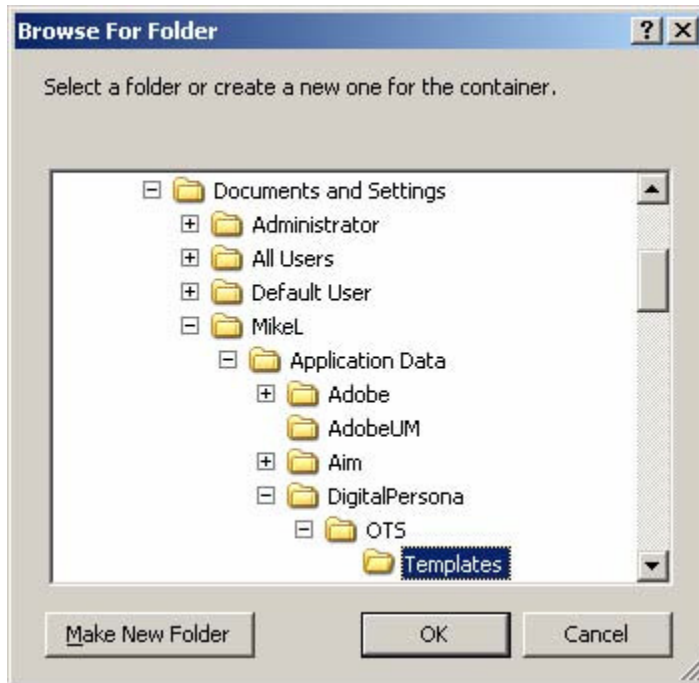 Browse For Folder
Select a folder or create a new one for the container.
Documents and Settings
Administrator
All Users
Default User
MikeL
Application Data
Adobe
AdobeUM
Aim
DigitalPersona
OTS
Templates
Make New Folder OK Cancel